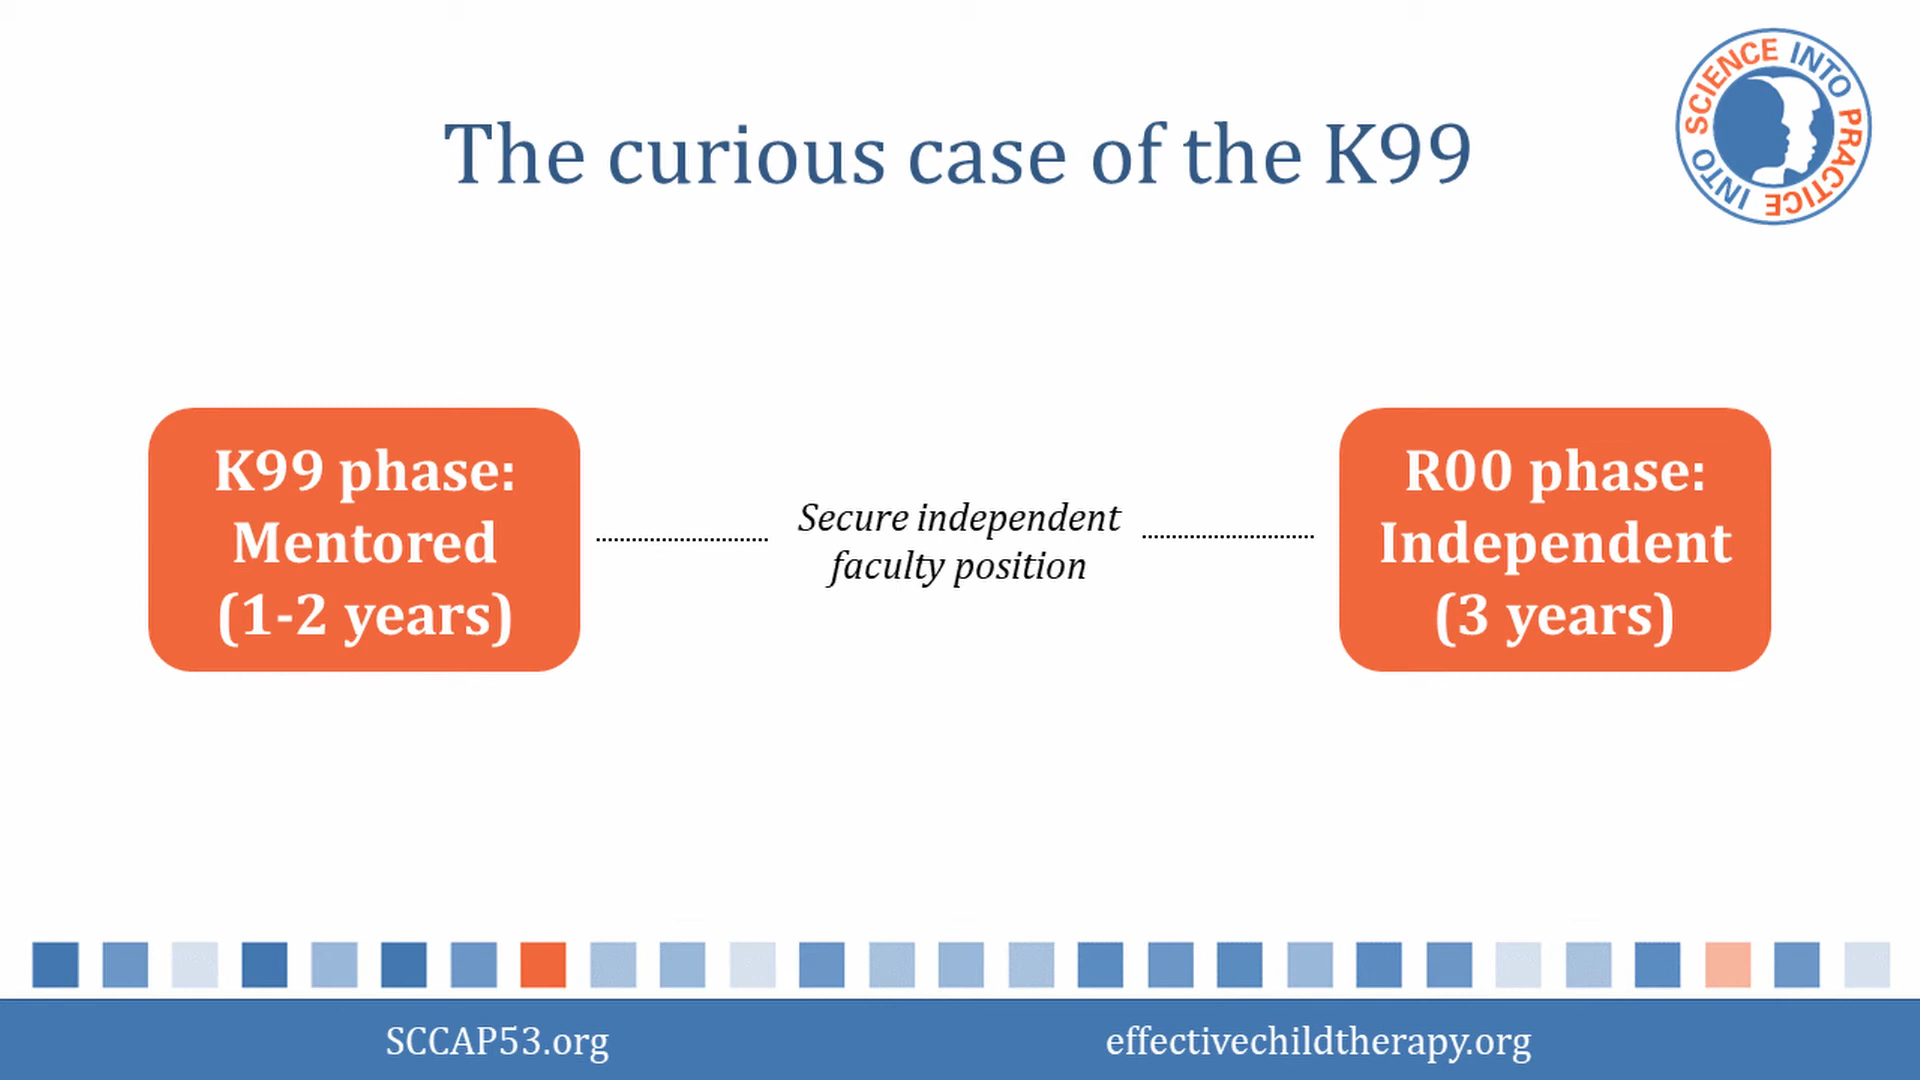 The curious case of the K99
SCIENCE INTO PRACTICE INTO
K99 phase:
Mentored
(1-2 years)
Secure independent
faculty position
R00 phase:
Independent
(3 years)
SCCAP53.org
effectivechildtherapy.org